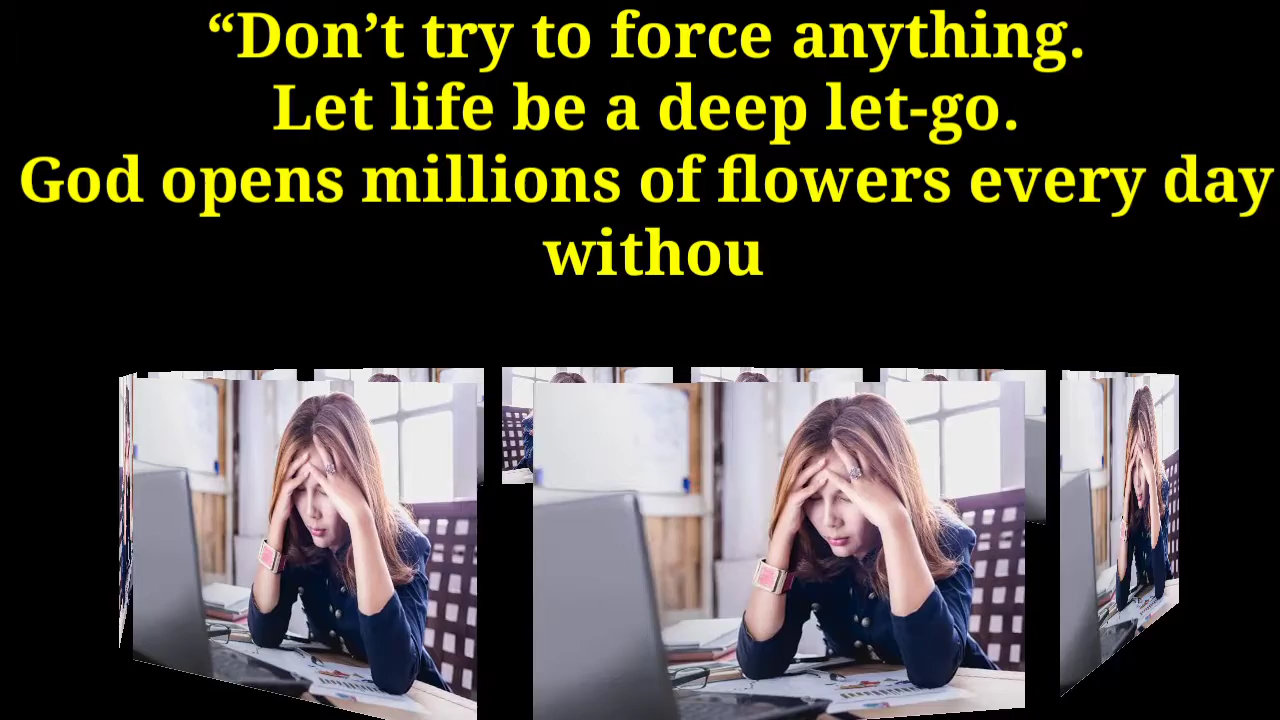 “Don’t try to force anything.
Let life be a deep let-go.
God opens millions of flowers every day
withou